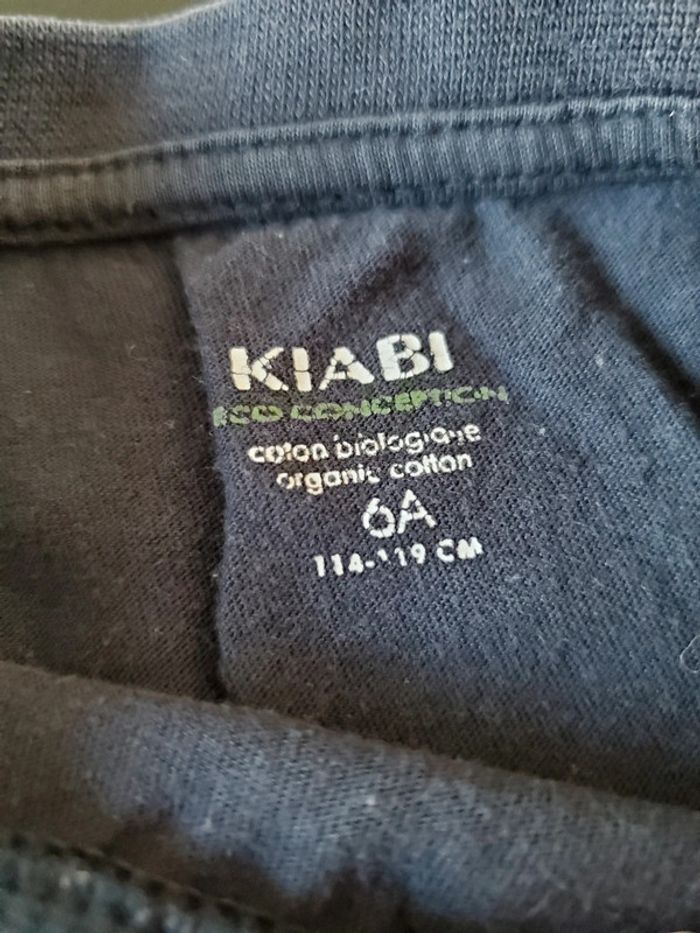 KIABI
ECO CONCEPTION
coton biologique
organic cotton
6A
114-119 CM